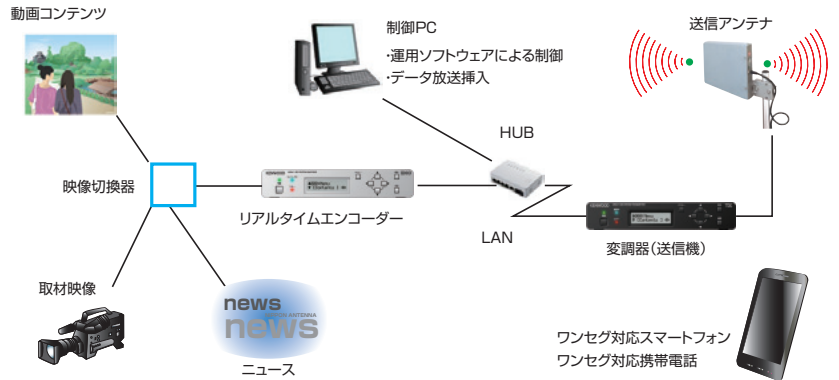 動画コンテンツ
制御PC
・運用ソフトウェアによる制御
・データ放送挿入
送信アンテナ
HUB
映像切換器
リアルタイムエンコーダー
LAN
変調器（送信機）
取材映像
news
news
ニュース
ワンセグ対応スマートフォン
ワンセグ対応携帯電話